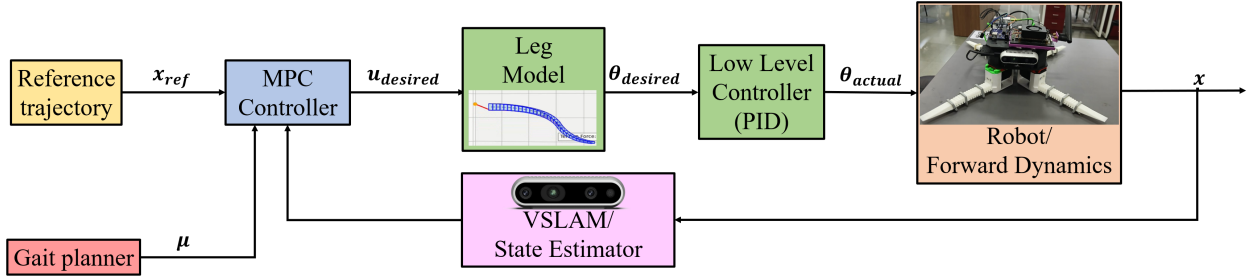 Reference
trajectory
x_ref
MPC
Controller
u_desired
Leg
Model
θ_desired
Low Level
Controller
(PID)
θ_actual
Robot/
Forward Dynamics
x
VSLAM/
State Estimator
Gait planner
μ